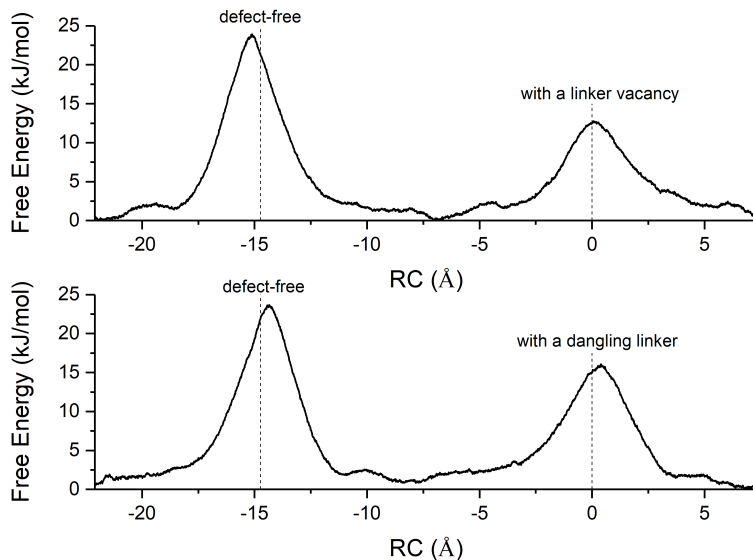 defect-free
with a linker vacancy
Free Energy (kJ/mol)
25
20
15
10
5
0
-20 -15 -10 -5 0 5
RC (Å)
defect-free
with a dangling linker
Free Energy (kJ/mol)
25
20
15
10
5
0
-20 -15 -10 -5 0 5
RC (Å)